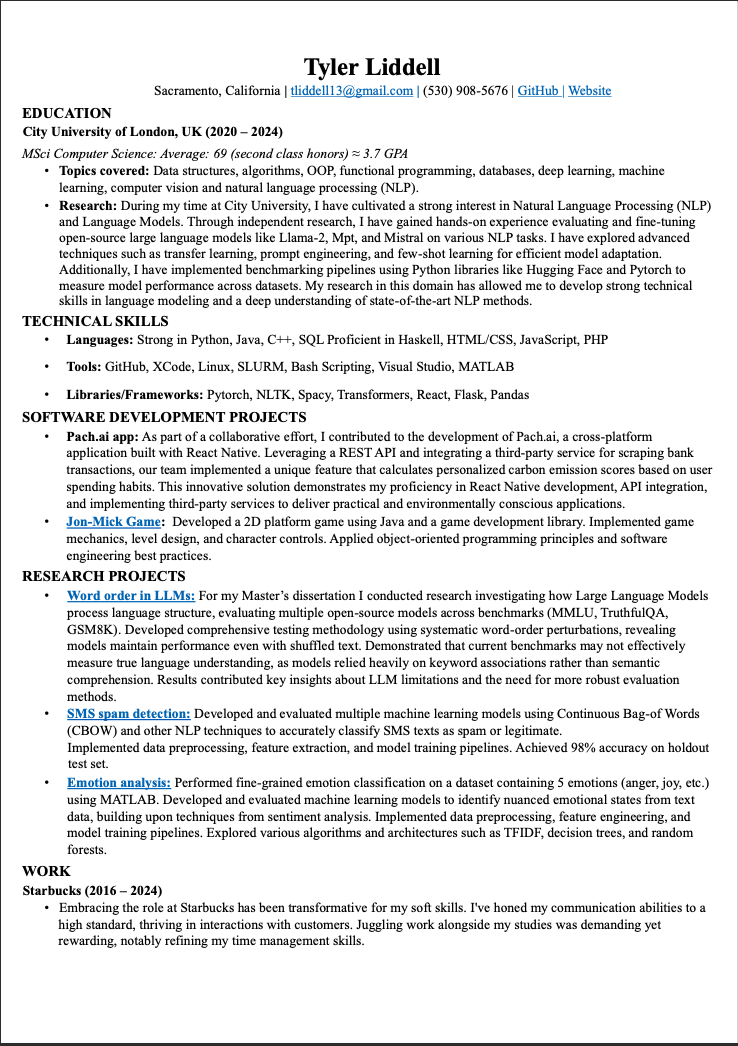 Tyler Liddell
Sacramento, California | tliddell13@gmail.com | (530) 908-5676 | GitHub | Website
EDUCATION
City University of London, UK (2020 – 2024)
MSci Computer Science: Average: 69 (second class honors) ≈ 3.7 GPA
• Topics covered: Data structures, algorithms, OOP, functional programming, databases, deep learning, machine
learning, computer vision and natural language processing (NLP).
• Research: During my time at City University, I have cultivated a strong interest in Natural Language Processing (NLP)
and Language Models. Through independent research, I have gained hands-on experience evaluating and fine-tuning
open-source large language models like Llama-2, Mpt, and Mistral on various NLP tasks. I have explored advanced
techniques such as transfer learning, prompt engineering, and few-shot learning for efficient model adaptation.
Additionally, I have implemented benchmarking pipelines using Python libraries like Hugging Face and Pytorch to
measure model performance across datasets. My research in this domain has allowed me to develop strong technical
skills in language modeling and a deep understanding of state-of-the-art NLP methods.
TECHNICAL SKILLS
• Languages: Strong in Python, Java, C++, SQL Proficient in Haskell, HTML/CSS, JavaScript, PHP
• Tools: GitHub, XCode, Linux, SLURM, Bash Scripting, Visual Studio, MATLAB
• Libraries/Frameworks: Pytorch, NLTK, Spacy, Transformers, React, Flask, Pandas
SOFTWARE DEVELOPMENT PROJECTS
• Pach.ai app: As part of a collaborative effort, I contributed to the development of Pach.ai, a cross-platform
application built with React Native. Leveraging a REST API and integrating a third-party service for scraping bank
transactions, our team implemented a unique feature that calculates personalized carbon emission scores based on user
spending habits. This innovative solution demonstrates my proficiency in React Native development, API integration,
and implementing third-party services to deliver practical and environmentally conscious applications.
• Jon-Mick Game: Developed a 2D platform game using Java and a game development library. Implemented game
mechanics, level design, and character controls. Applied object-oriented programming principles and software
engineering best practices.
RESEARCH PROJECTS
• Word order in LLMs: For my Master’s dissertation I conducted research investigating how Large Language Models
process language structure, evaluating multiple open-source models across benchmarks (MMLU, TruthfulQA,
GSM8K). Developed comprehensive testing methodology using systematic word-order perturbations, revealing
models maintain performance even with shuffled text. Demonstrated that current benchmarks may not effectively
measure true language understanding, as models relied heavily on keyword associations rather than semantic
comprehension. Results contributed key insights about LLM limitations and the need for more robust evaluation
methods.
• SMS spam detection: Developed and evaluated multiple machine learning models using Continuous Bag-of Words
(CBOW) and other NLP techniques to accurately classify SMS texts as spam or legitimate.
Implemented data preprocessing, feature extraction, and model training pipelines. Achieved 98% accuracy on holdout
test set.
• Emotion analysis: Performed fine-grained emotion classification on a dataset containing 5 emotions (anger, joy, etc.)
using MATLAB. Developed and evaluated machine learning models to identify nuanced emotional states from text
data, building upon techniques from sentiment analysis. Implemented data preprocessing, feature engineering, and
model training pipelines. Explored various algorithms and architectures such as TFIDF, decision trees, and random
forests.
WORK
Starbucks (2016 – 2024)
• Embracing the role at Starbucks has been transformative for my soft skills. I've honed my communication abilities to a
high standard, thriving in interactions with customers. Juggling work alongside my studies was demanding yet
rewarding, notably refining my time management skills.